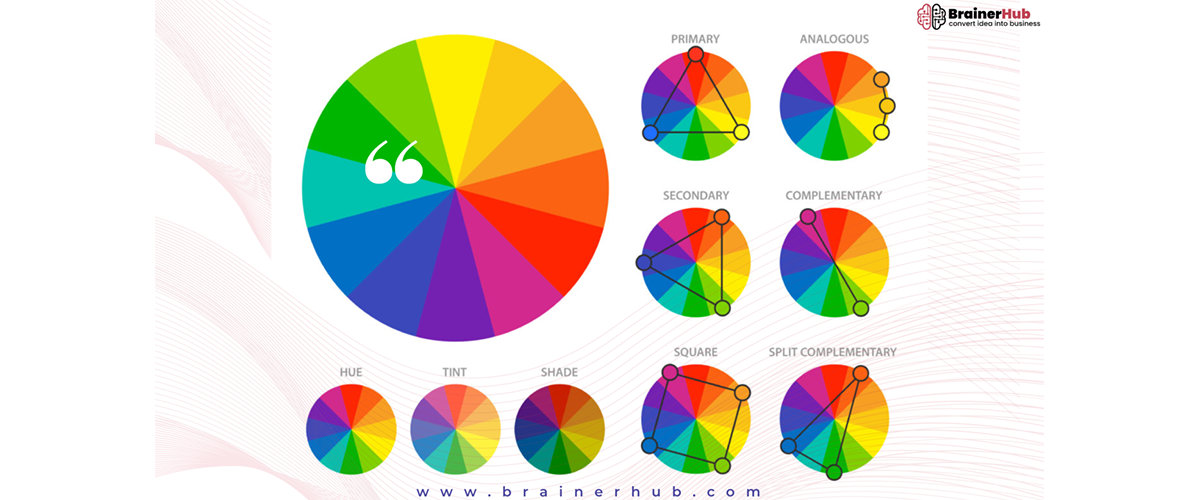 BrainerHub
convert idea into business
PRIMARY
ANALOGOUS
SECONDARY
COMPLEMENTARY
SQUARE
SPLIT COMPLEMENTARY
HUE
TINT
SHADE
www.brainerhub.com